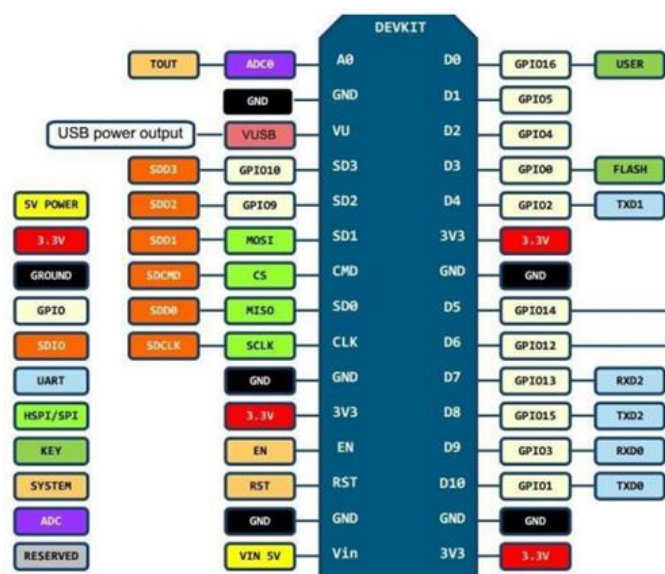 DEVKIT
TOUT ADC0 A0 D0 GPIO16 USER
GND GND D1 GPIO5
USB power output VUSB VU D2 GPIO4
SDD3 GPIO10 SD3 D3 GPIO0 FLASH
5V POWER SDD2 GPIO9 SD2 D4 GPIO2 TXD1
3.3V SDD1 MOSI SD1 3V3 3.3V
GROUND SDCMD CS CMD GND GND
GPIO SDD0 MISO SD0 D5 GPIO14
SDIO SDCLK SCLK CLK D6 GPIO12
UART GND GND D7 GPIO13 RXD2
HSPI/SPI 3.3V 3V3 D8 GPIO15 TXD2
KEY EN EN D9 GPIO3 RXD0
SYSTEM RST RST D10 GPIO1 TXD0
ADC GND GND GND GND
RESERVED VIN 5V Vin 3V3 3.3V